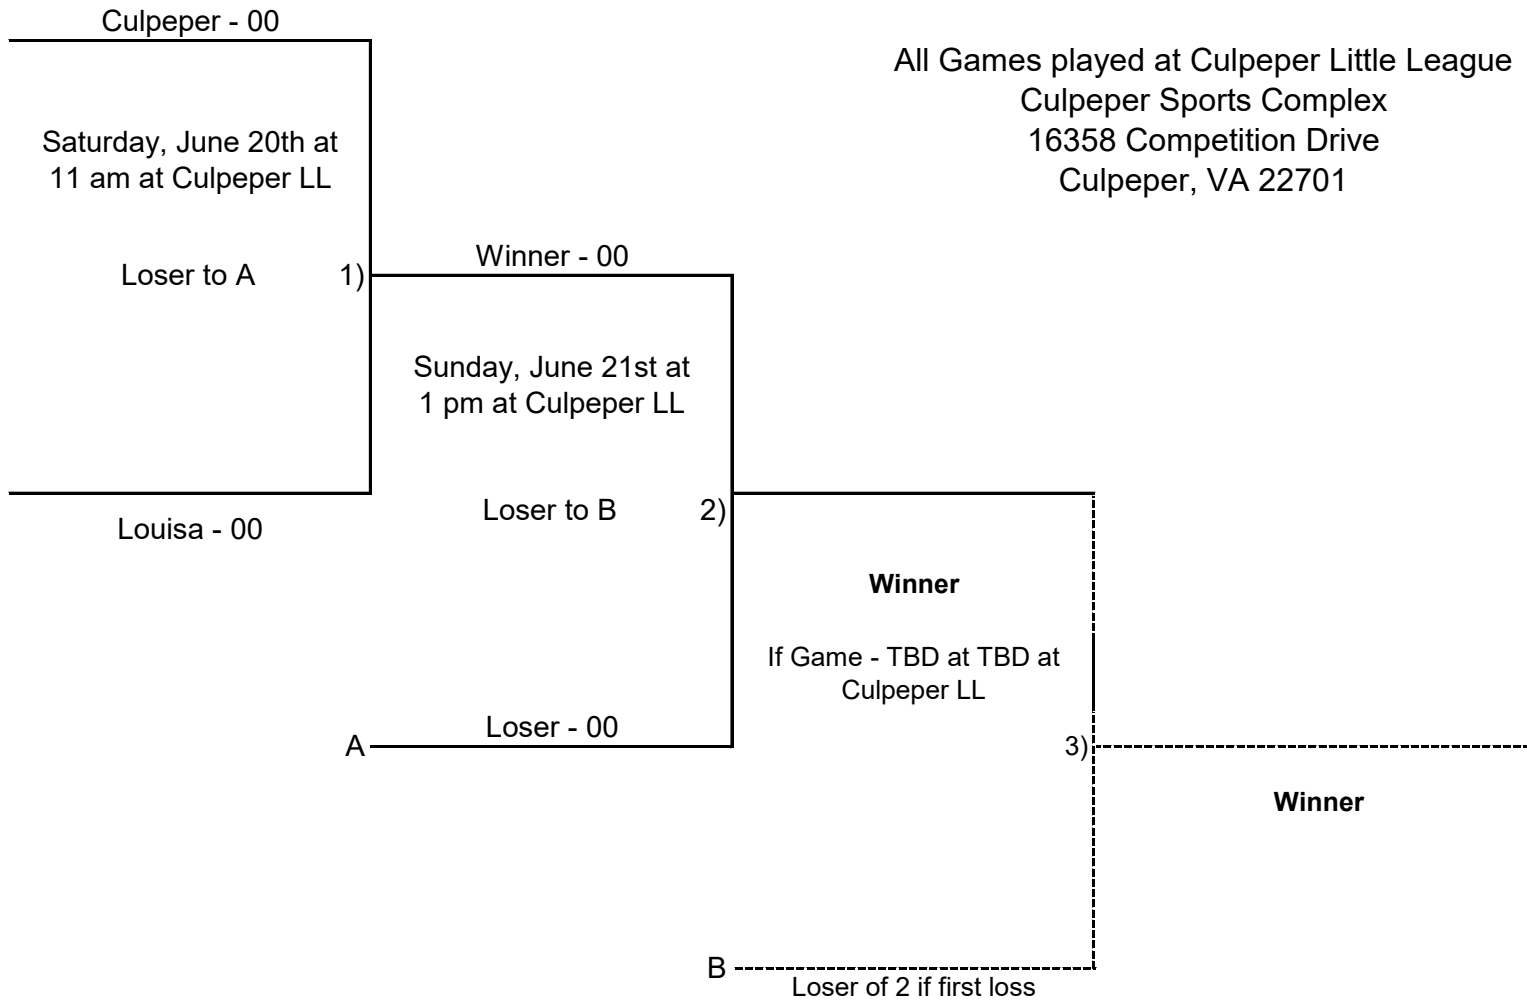 Culpeper - 00
All Games played at Culpeper Little League
Culpeper Sports Complex
16358 Competition Drive
Culpeper, VA 22701
Saturday, June 20th at
11 am at Culpeper LL
Loser to A
1)
Winner - 00
Sunday, June 21st at
1 pm at Culpeper LL
Loser to B
2)
Louisa - 00
Winner
If Game - TBD at TBD at
Culpeper LL
Loser - 00
A
3)
Winner
B
Loser of 2 if first loss